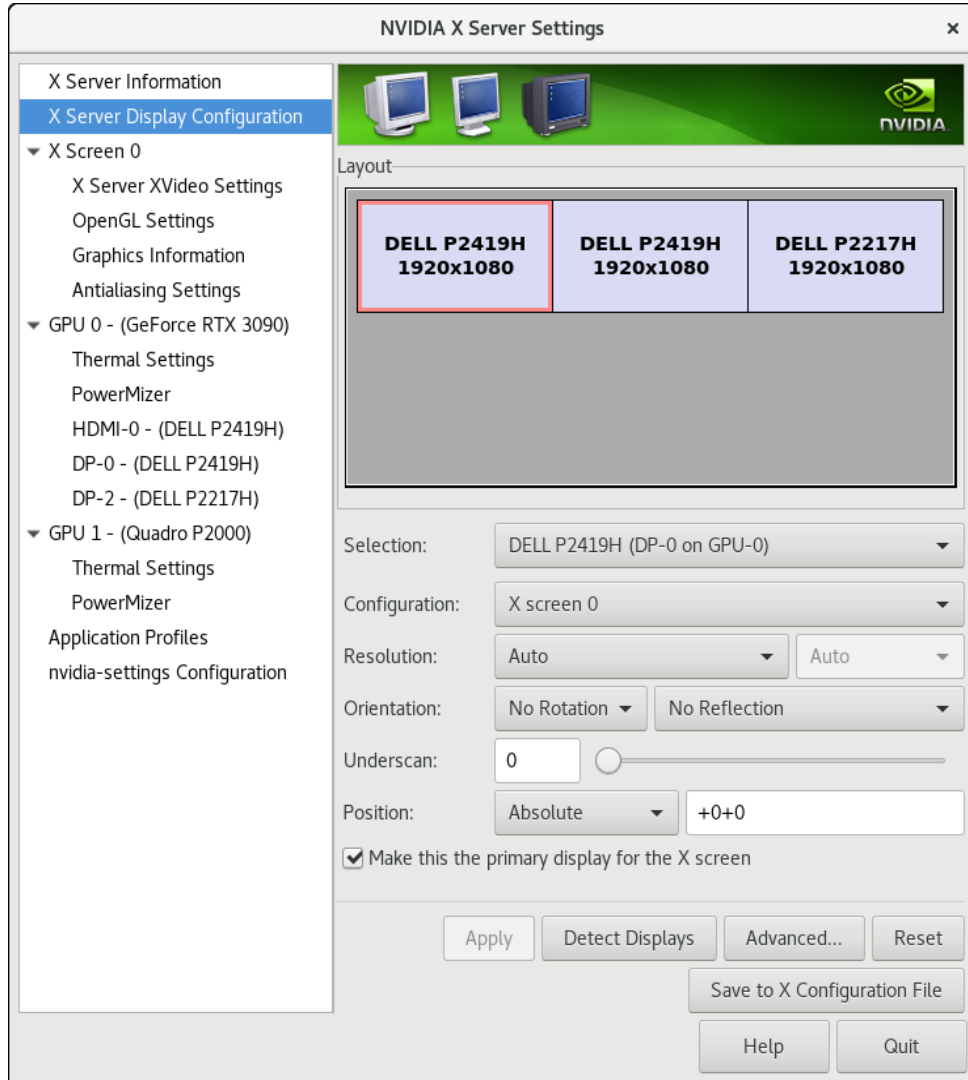 NVIDIA X Server Settings
X Server Information
X Server Display Configuration
X Screen 0
X Server XVideo Settings
OpenGL Settings
Graphics Information
Antialiasing Settings
GPU 0 - (GeForce RTX 3090)
Thermal Settings
PowerMizer
HDMI-0 - (DELL P2419H)
DP-0 - (DELL P2419H)
DP-2 - (DELL P2217H)
GPU 1 - (Quadro P2000)
Thermal Settings
PowerMizer
Application Profiles
nvidia-settings Configuration
NVIDIA.
Layout
DELL P2419H
1920x1080
DELL P2419H
1920x1080
DELL P2217H
1920x1080
Selection: DELL P2419H (DP-0 on GPU-0)
Configuration: X screen 0
Resolution: Auto Auto
Orientation: No Rotation No Reflection
Underscan: 0
Position: Absolute +0+0
Make this the primary display for the X screen
Apply Detect Displays Advanced... Reset
Save to X Configuration File
Help Quit